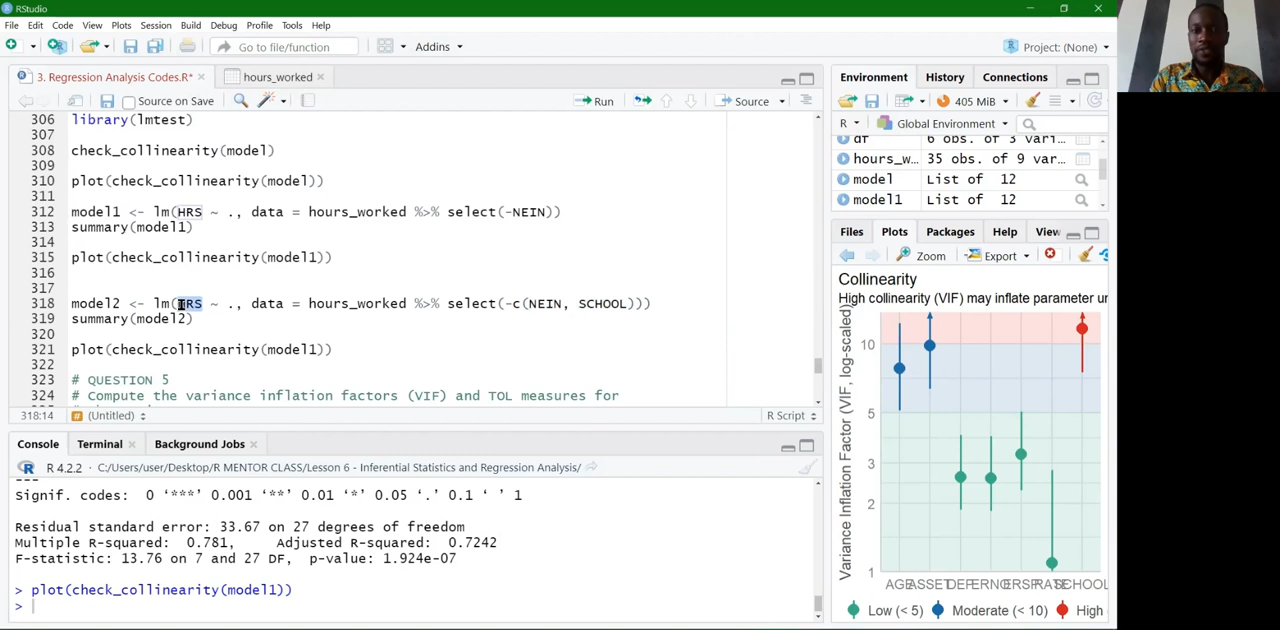 RStudio
File Edit Code View Plots Session Build Debug Profile Tools Help
Go to file/function Addins Project: (None)
3. Regression Analysis Codes.R* hours_worked
Source on Save Run Source
306 library(lmtest)
307
308 check_collinearity(model)
309
310 plot(check_collinearity(model))
311
312 model1 <- lm(HRS ~ ., data = hours_worked %>% select(-NEIN))
313 summary(model1)
314
315 plot(check_collinearity(model1))
316
317
318 model2 <- lm(HRS ~ ., data = hours_worked %>% select(-c(NEIN, SCHOOL)))
319 summary(model2)
320
321 plot(check_collinearity(model1))
322
323 # QUESTION 5
324 # Compute the variance inflation factors (VIF) and TOL measures for
318:14 # (Untitled) R Script
Console Terminal Background Jobs
R 4.2.2 · C:/Users/user/Desktop/R MENTOR CLASS/Lesson 6 - Inferential Statistics and Regression Analysis/
---
signif. codes: 0 ‘***’ 0.001 ‘**’ 0.01 ‘*’ 0.05 ‘.’ 0.1 ‘ ’ 1
Residual standard error: 33.67 on 27 degrees of freedom
Multiple R-squared: 0.781, Adjusted R-squared: 0.7242
F-statistic: 13.76 on 7 and 27 DF, p-value: 1.924e-07
> plot(check_collinearity(model1))
>
Environment History Connections
405 MiB
R Global Environment
df 6 obs. of 3 vari…
hours_w… 35 obs. of 9 var…
model List of 12
model1 List of 12
Files Plots Packages Help View
Zoom Export
Collinearity
High collinearity (VIF) may inflate parameter un
Variance Inflation Factor (VIF, log-scaled)
10
5
3
2
1
AGE ASSET DEP ERNO ERSP RATE SCHOOL
Low (< 5) Moderate (< 10) High